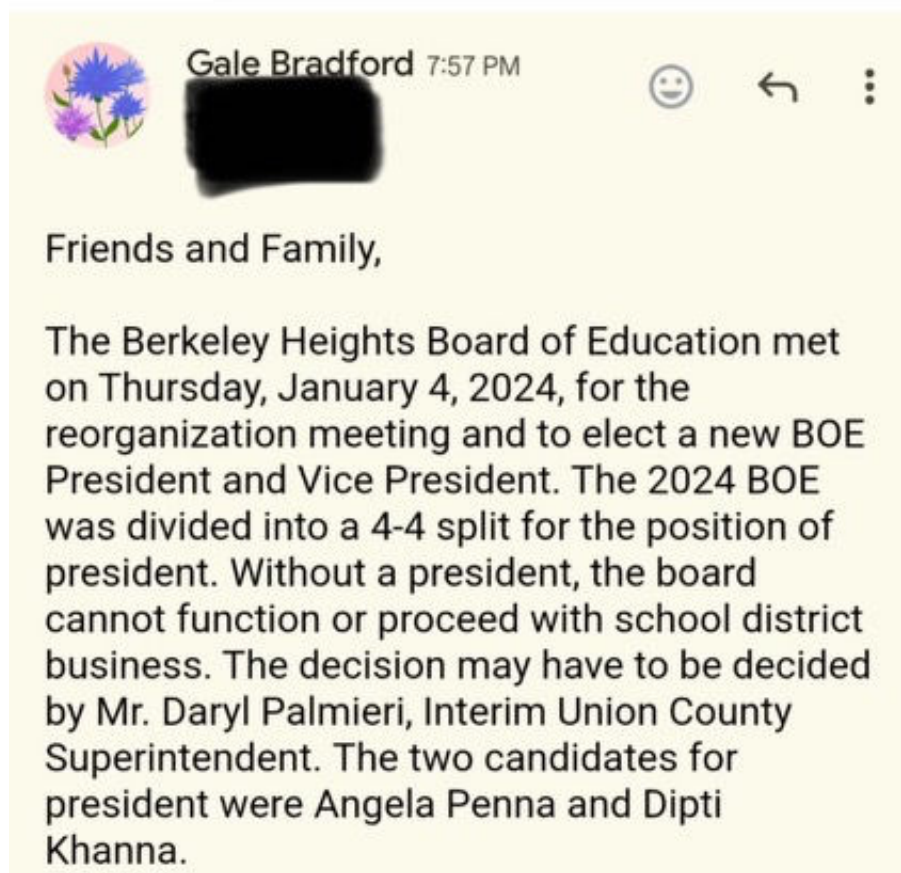 Gale Bradford 7:57 PM
Friends and Family,
The Berkeley Heights Board of Education met
on Thursday, January 4, 2024, for the
reorganization meeting and to elect a new BOE
President and Vice President. The 2024 BOE
was divided into a 4-4 split for the position of
president. Without a president, the board
cannot function or proceed with school district
business. The decision may have to be decided
by Mr. Daryl Palmieri, Interim Union County
Superintendent. The two candidates for
president were Angela Penna and Dipti
Khanna.